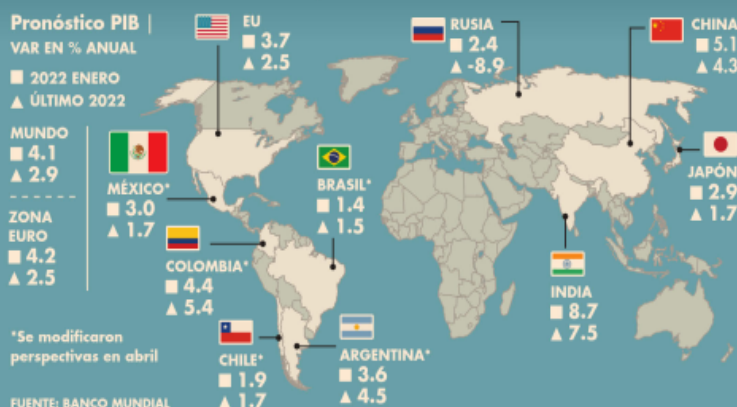 Pronóstico PIB |
VAR EN % ANUAL
■ 2022 ENERO
▲ ÚLTIMO 2022
MUNDO
■ 4.1
▲ 2.9
ZONA
EURO
■ 4.2
▲ 2.5
*Se modificaron
perspectivas en abril
FUENTE: BANCO MUNDIAL
EU
■ 3.7
▲ 2.5
MÉXICO*
■ 3.0
▲ 1.7
COLOMBIA*
■ 4.4
▲ 5.4
CHILE*
■ 1.9
▲ 1.7
BRASIL*
■ 1.4
▲ 1.5
ARGENTINA*
■ 3.6
▲ 4.5
RUSIA
■ 2.4
▲ -8.9
INDIA
■ 8.7
▲ 7.5
CHINA
■ 5.1
▲ 4.3
JAPÓN
■ 2.9
▲ 1.7